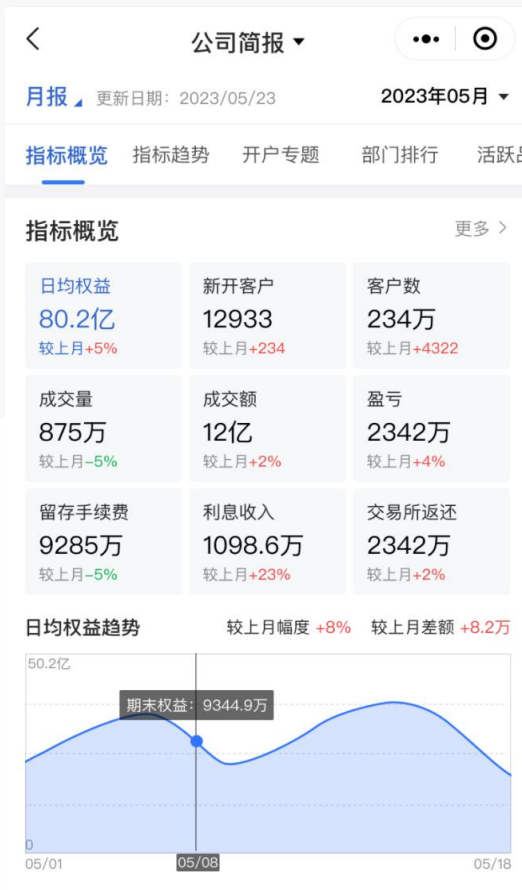 公司简报
月报 更新日期：2023/05/23 2023年05月
指标概览 指标趋势 开户专题 部门排行 活跃
指标概览 更多
日均权益 新开客户 客户数
80.2亿 12933 234万
较上月+5% 较上月+234 较上月+4322
成交量 成交额 盈亏
875万 12亿 2342万
较上月-5% 较上月+2% 较上月+4%
留存手续费 利息收入 交易所返还
9285万 1098.6万 2342万
较上月-5% 较上月+23% 较上月+2%
日均权益趋势 较上月幅度 +8% 较上月差额 +8.2万
50.2亿
期末权益：9344.9万
0
05/01 05/08 05/18